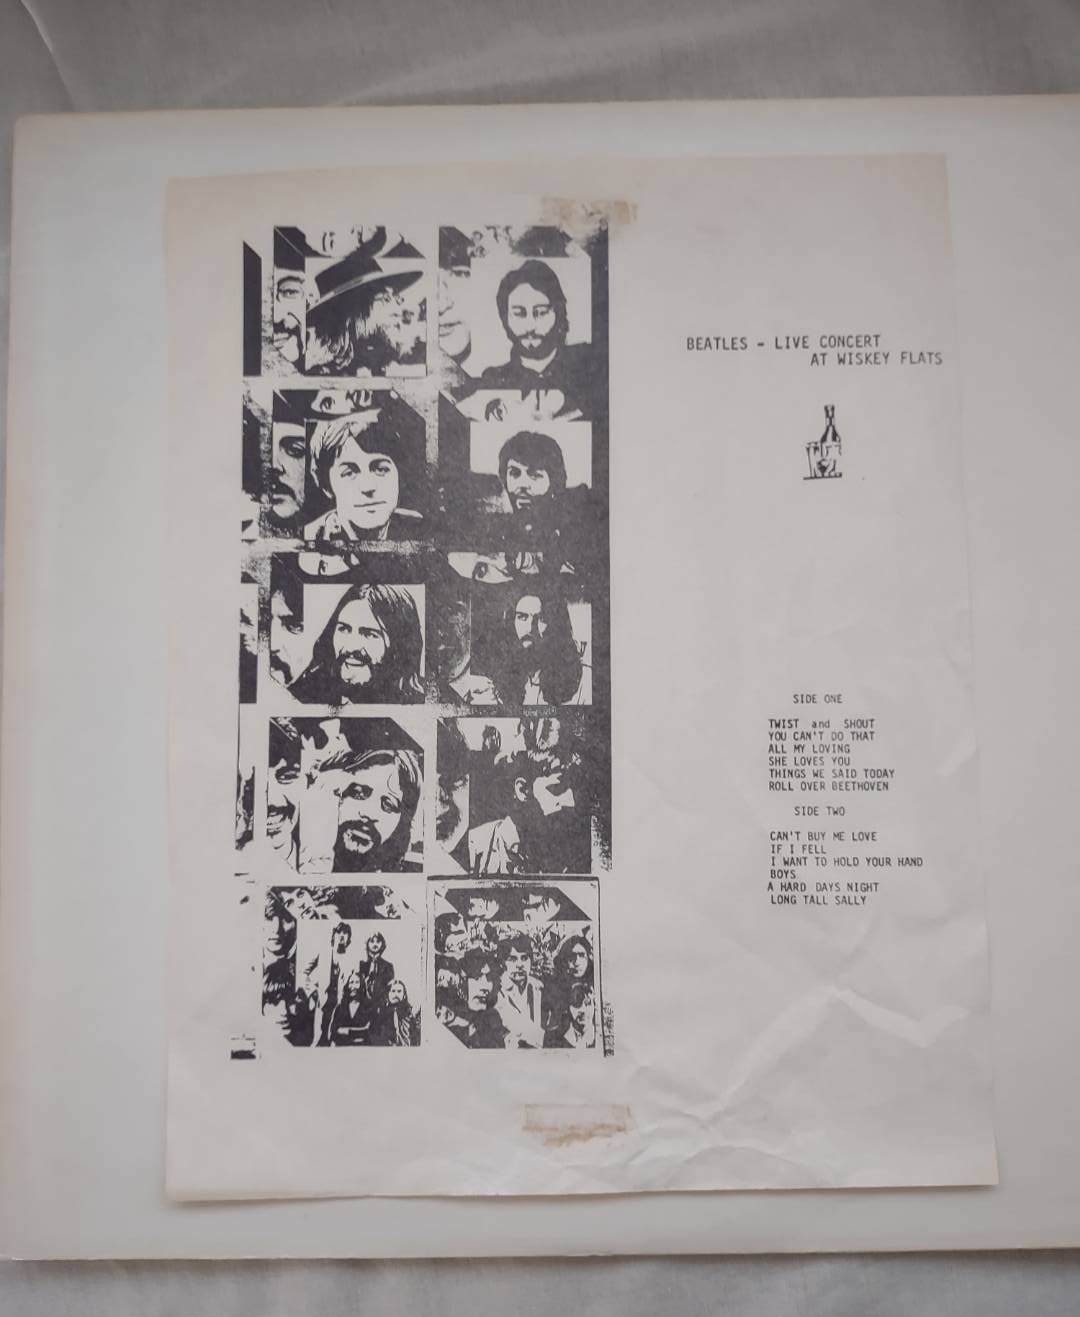 BEATLES - LIVE CONCERT
AT WISKEY FLATS
SIDE ONE
TWIST and SHOUT
YOU CAN'T DO THAT
ALL MY LOVING
SHE LOVES YOU
THINGS WE SAID TODAY
ROLL OVER BEETHOVEN
SIDE TWO
CAN'T BUY ME LOVE
IF I FELL
I WANT TO HOLD YOUR HAND
BOYS
A HARD DAYS NIGHT
LONG TALL SALLY